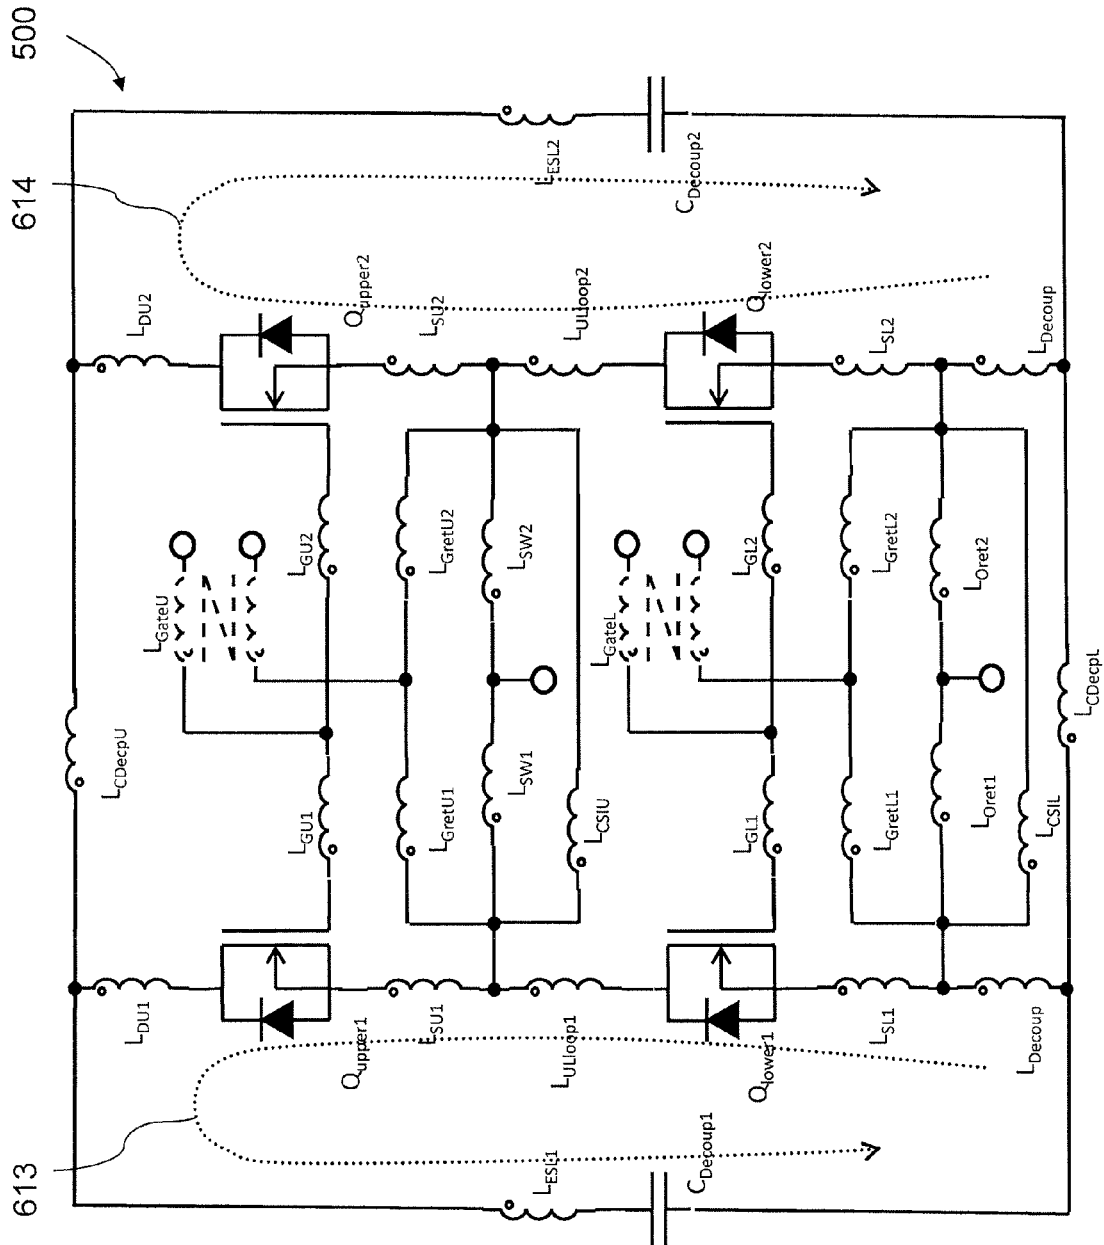 500
614
613
L_DU2
Q_upper2
L_SU2
L_ULloop2
Q_lower2
L_SL2
L_Decoup
L_ESL2
C_Decoup2
L_GateU
L_GU2
L_GretU2
L_SW2
L_GateL
L_GL2
L_GretL2
L_Oret2
L_CDecpU
L_GU1
L_GretU1
L_SW1
L_CSIU
L_GL1
L_GretL1
L_Oret1
L_CSIL
L_CDecpL
L_DU1
Q_upper1
L_SU1
L_ULloop1
Q_lower1
L_SL1
L_Decoup
L_ESL1
C_Decoup1